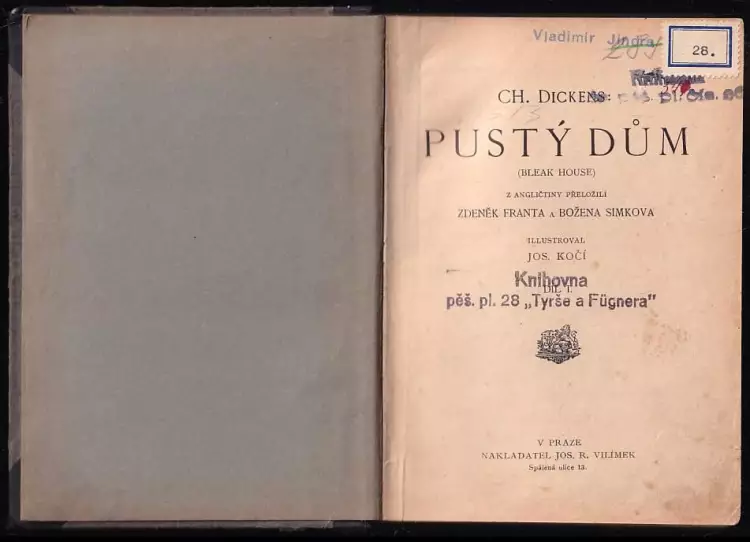 Vladimír Jindra
28.
CH. DICKENS:
PUSTÝ DŮM
(BLEAK HOUSE)
Z ANGLIČTINY PŘELOŽILI
ZDENĚK FRANTA A BOŽENA SIMKOVA
ILLUSTROVAL
JOS. KOČÍ
Knihovna
DÍL I.
pěš. pl. 28 „Tyrše a Fügnera"
V PRAZE
NAKLADATEL JOS. R. VILÍMEK
Spálená ulice 13.